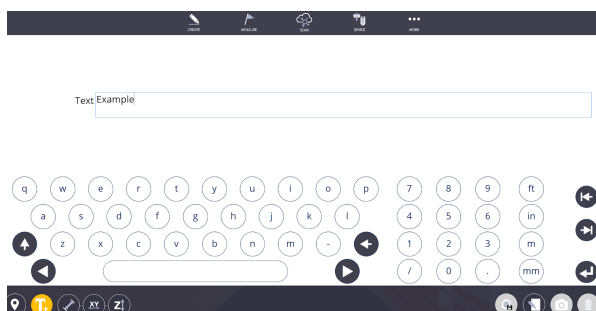 CREATE MEASURE SCAN DEVICE MORE
Text Example
q w e r t y u i o p 7 8 9 ft
a s d f g h j k l 4 5 6 in
z x c v b n m - 1 2 3 m
/ 0 . mm
T XY Z H